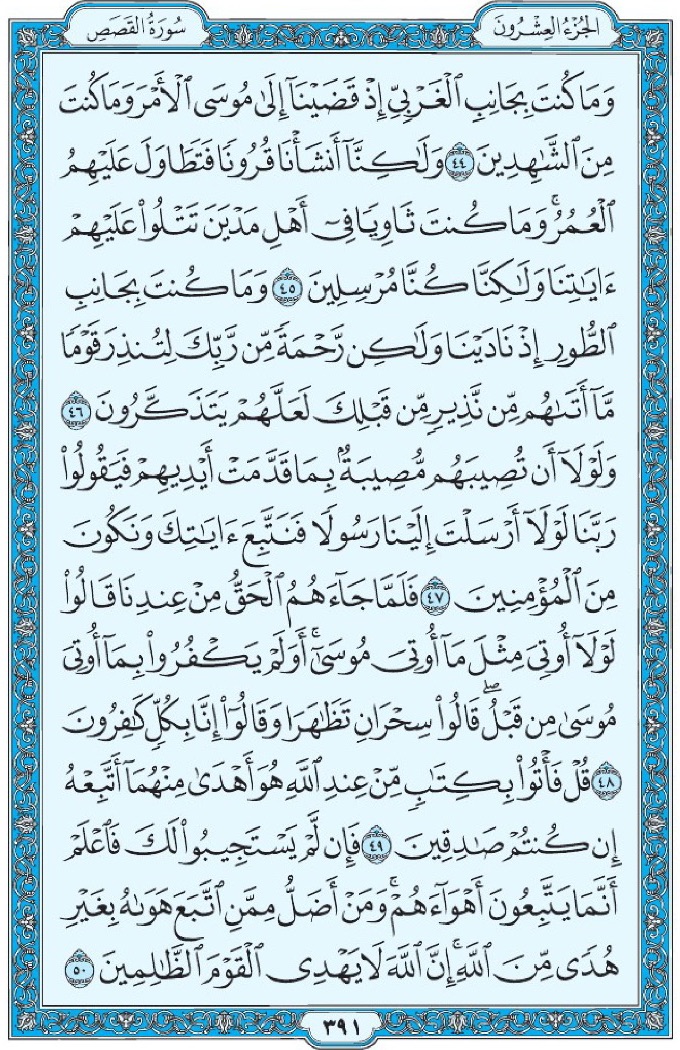 الجُزْءُ العِشْرُونَ
سُورَةُ القَصَصِ
وَمَا كُنتَ بِجَانِبِ ٱلْغَرْبِيِّ إِذْ قَضَيْنَآ إِلَىٰ مُوسَى ٱلْأَمْرَ وَمَا كُنتَ
مِنَ ٱلشَّـٰهِدِينَ ٤٤ وَلَـٰكِنَّآ أَنشَأْنَا قُرُونًا فَتَطَاوَلَ عَلَيْهِمُ
ٱلْعُمُرُ ۚ وَمَا كُنتَ ثَاوِيًا فِىٓ أَهْلِ مَدْيَنَ تَتْلُوا۟ عَلَيْهِمْ
ءَايَـٰتِنَا وَلَـٰكِنَّا كُنَّا مُرْسِلِينَ ٤٥ وَمَا كُنتَ بِجَانِبِ
ٱلطُّورِ إِذْ نَادَيْنَا وَلَـٰكِن رَّحْمَةً مِّن رَّبِّكَ لِتُنذِرَ قَوْمًا
مَّآ أَتَىٰهُم مِّن نَّذِيرٍ مِّن قَبْلِكَ لَعَلَّهُمْ يَتَذَكَّرُونَ ٤٦
وَلَوْلَآ أَن تُصِيبَهُم مُّصِيبَةٌۢ بِمَا قَدَّمَتْ أَيْدِيهِمْ فَيَقُولُوا۟
رَبَّنَا لَوْلَآ أَرْسَلْتَ إِلَيْنَا رَسُولًا فَنَتَّبِعَ ءَايَـٰتِكَ وَنَكُونَ
مِنَ ٱلْمُؤْمِنِينَ ٤٧ فَلَمَّا جَآءَهُمُ ٱلْحَقُّ مِنْ عِندِنَا قَالُوا۟
لَوْلَآ أُوتِىَ مِثْلَ مَآ أُوتِىَ مُوسَىٰٓ ۚ أَوَلَمْ يَكْفُرُوا۟ بِمَآ أُوتِىَ
مُوسَىٰ مِن قَبْلُ ۖ قَالُوا۟ سِحْرَانِ تَظَـٰهَرَا وَقَالُوٓا۟ إِنَّا بِكُلٍّ كَـٰفِرُونَ
٤٨ قُلْ فَأْتُوا۟ بِكِتَـٰبٍ مِّنْ عِندِ ٱللَّهِ هُوَ أَهْدَىٰ مِنْهُمَآ أَتَّبِعْهُ
إِن كُنتُمْ صَـٰدِقِينَ ٤٩ فَإِن لَّمْ يَسْتَجِيبُوا۟ لَكَ فَٱعْلَمْ
أَنَّمَا يَتَّبِعُونَ أَهْوَآءَهُمْ ۚ وَمَنْ أَضَلُّ مِمَّنِ ٱتَّبَعَ هَوَىٰهُ بِغَيْرِ
هُدًى مِّنَ ٱللَّهِ ۚ إِنَّ ٱللَّهَ لَا يَهْدِى ٱلْقَوْمَ ٱلظَّـٰلِمِينَ ٥٠
٣٩١